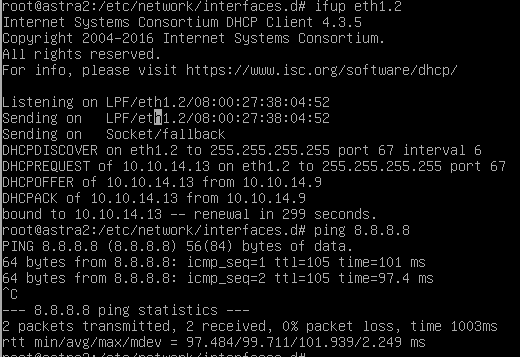 root@astra2:/etc/network/interfaces.d# ifup eth1.2
Internet Systems Consortium DHCP Client 4.3.5
Copyright 2004-2016 Internet Systems Consortium.
All rights reserved.
For info, please visit https://www.isc.org/software/dhcp/
Listening on LPF/eth1.2/08:00:27:38:04:52
Sending on   LPF/eth1.2/08:00:27:38:04:52
Sending on   Socket/fallback
DHCPDISCOVER on eth1.2 to 255.255.255.255 port 67 interval 6
DHCPREQUEST of 10.10.14.13 on eth1.2 to 255.255.255.255 port 67
DHCPOFFER of 10.10.14.13 from 10.10.14.9
DHCPACK of 10.10.14.13 from 10.10.14.9
bound to 10.10.14.13 -- renewal in 299 seconds.
root@astra2:/etc/network/interfaces.d# ping 8.8.8.8
PING 8.8.8.8 (8.8.8.8) 56(84) bytes of data.
64 bytes from 8.8.8.8: icmp_seq=1 ttl=105 time=101 ms
64 bytes from 8.8.8.8: icmp_seq=2 ttl=105 time=97.4 ms
^C
--- 8.8.8.8 ping statistics ---
2 packets transmitted, 2 received, 0% packet loss, time 1003ms
rtt min/avg/max/mdev = 97.484/99.711/101.939/2.249 ms
root@astra2:/etc/network/interfaces.d#